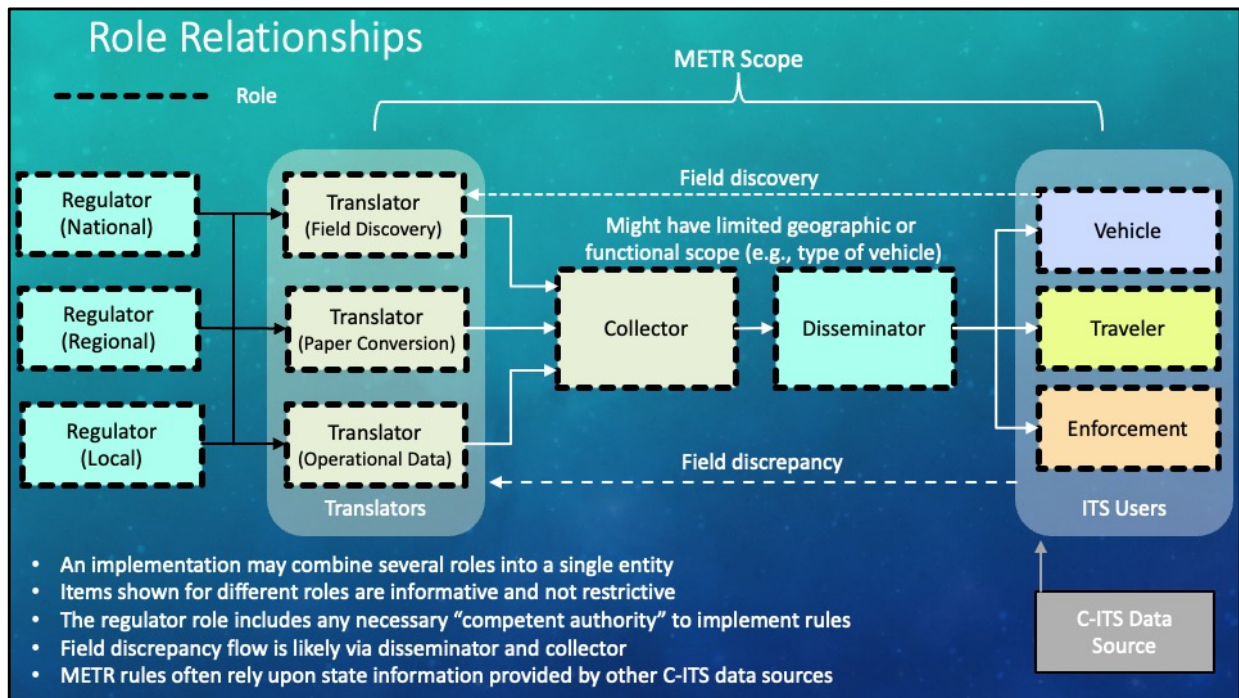 Role Relationships
Role
METR Scope
Regulator
(National)
Regulator
(Regional)
Regulator
(Local)
Translator
(Field Discovery)
Translator
(Paper Conversion)
Translator
(Operational Data)
Translators
Field discovery
Might have limited geographic or
functional scope (e.g., type of vehicle)
Collector
Disseminator
Field discrepancy
Vehicle
Traveler
Enforcement
ITS Users
C-ITS Data
Source
• An implementation may combine several roles into a single entity
• Items shown for different roles are informative and not restrictive
• The regulator role includes any necessary “competent authority” to implement rules
• Field discrepancy flow is likely via disseminator and collector
• METR rules often rely upon state information provided by other C-ITS data sources